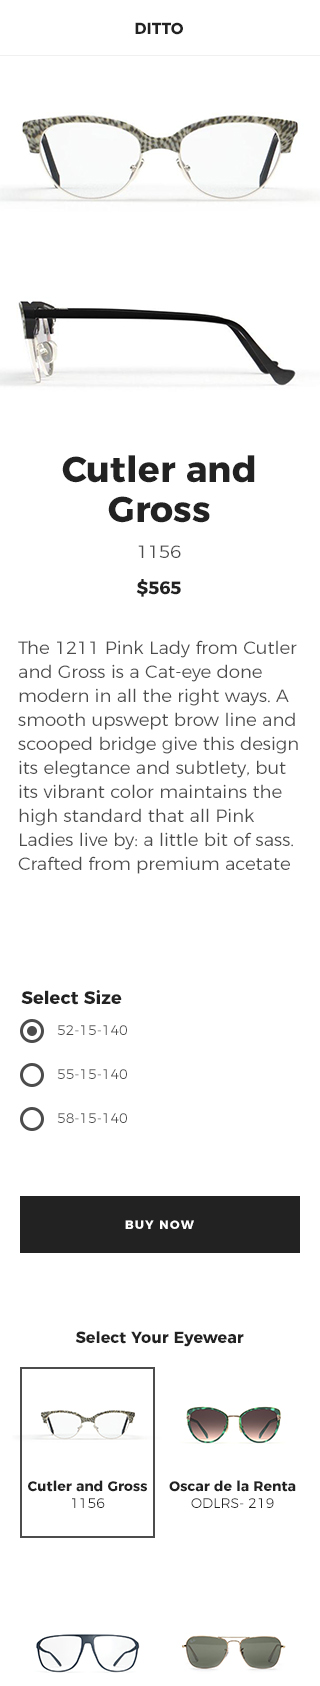 DITTO
Cutler and
Gross
1156
$565
The 1211 Pink Lady from Cutler
and Gross is a Cat-eye done
modern in all the right ways. A
smooth upswept brow line and
scooped bridge give this design
its elegtance and subtlety, but
its vibrant color maintains the
high standard that all Pink
Ladies live by: a little bit of sass.
Crafted from premium acetate
Select Size
52-15-140
55-15-140
58-15-140
BUY NOW
Select Your Eyewear
Cutler and Gross
1156
Oscar de la Renta
ODLRS- 219